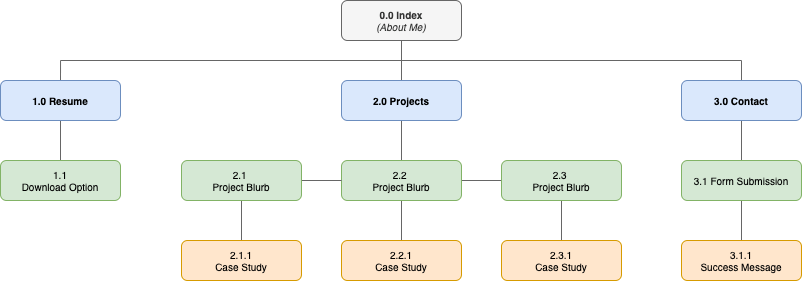 0.0 Index
(About Me)
1.0 Resume
2.0 Projects
3.0 Contact
1.1
Download Option
2.1
Project Blurb
2.2
Project Blurb
2.3
Project Blurb
3.1 Form Submission
2.1.1
Case Study
2.2.1
Case Study
2.3.1
Case Study
3.1.1
Success Message